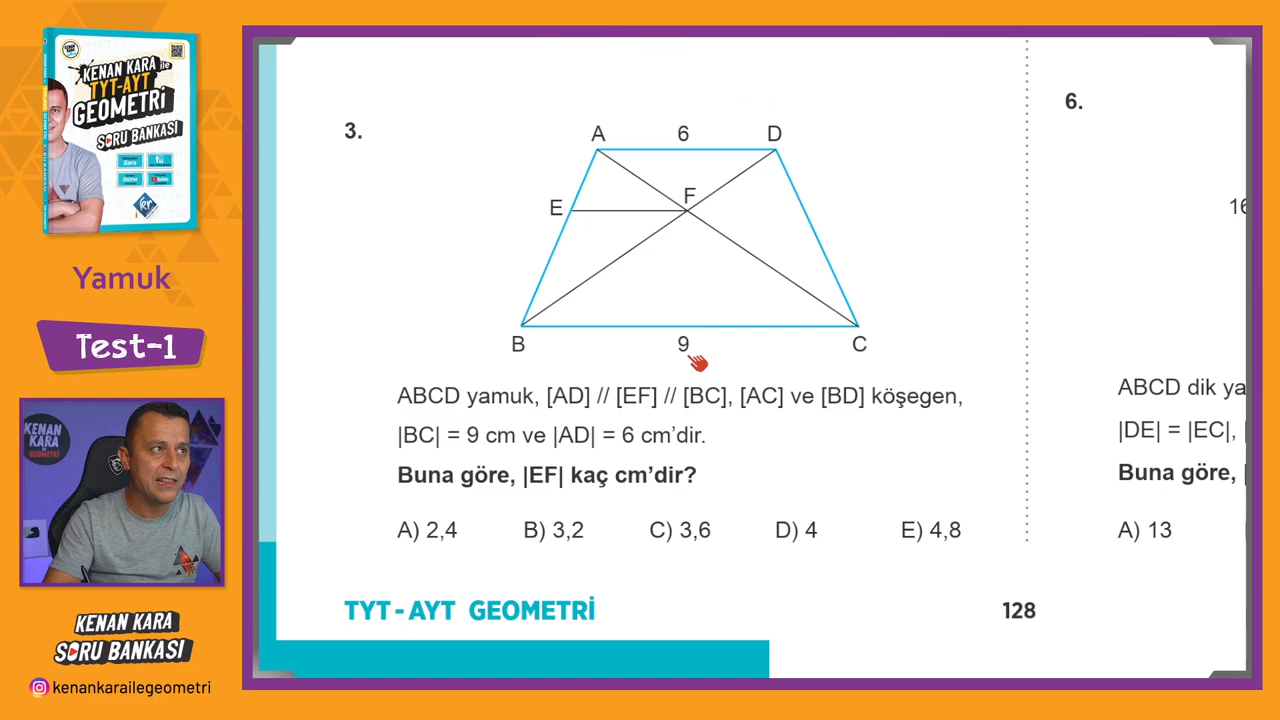 KENAN KARA ile
TYT-AYT
GEOMETRİ
SORU BANKASI
Yamuk
Test-1
KENAN KARA
GEOMETRİ
KENAN KARA
SORU BANKASI
kenankarailegeometri
3.
A
6
D
E
F
B
9
C
ABCD yamuk, [AD] // [EF] // [BC], [AC] ve [BD] köşegen,
|BC| = 9 cm ve |AD| = 6 cm’dir.
Buna göre, |EF| kaç cm’dir?
A) 2,4 B) 3,2 C) 3,6 D) 4 E) 4,8
TYT - AYT GEOMETRİ
128
6.
16
ABCD dik ya
|DE| = |EC|,
Buna göre, |
A) 13